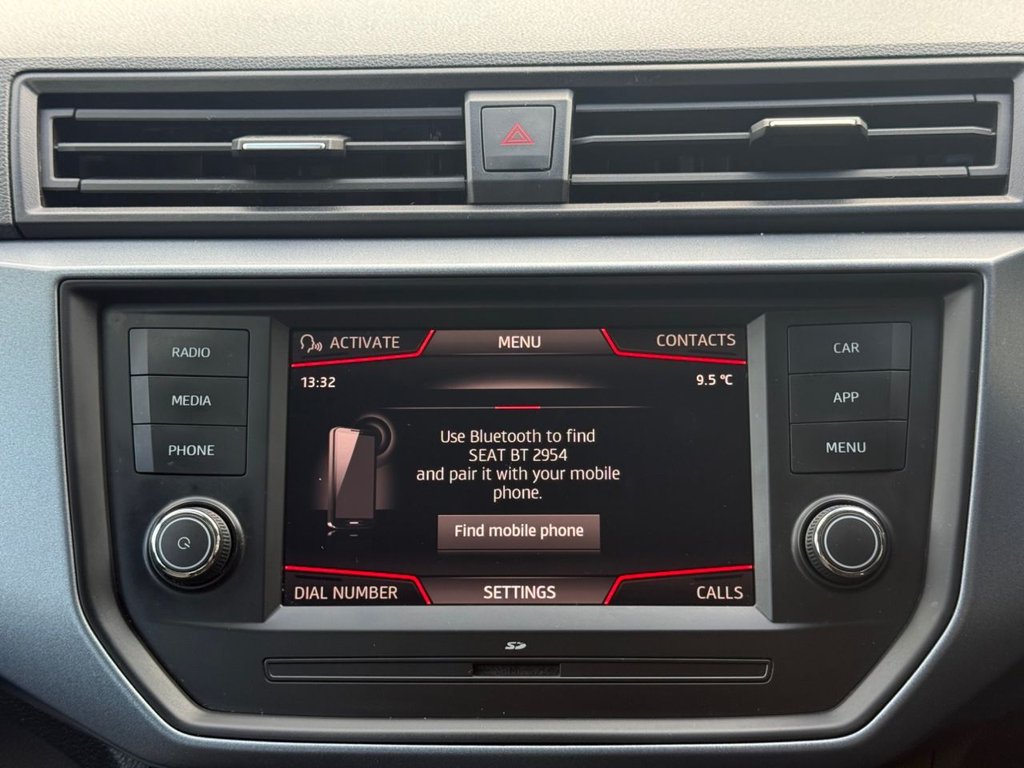 RADIO
MEDIA
PHONE
ACTIVATE
MENU
CONTACTS
13:32
9.5 °C
Use Bluetooth to find
SEAT BT 2954
and pair it with your mobile
phone.
Find mobile phone
DIAL NUMBER
SETTINGS
CALLS
CAR
APP
MENU
SD